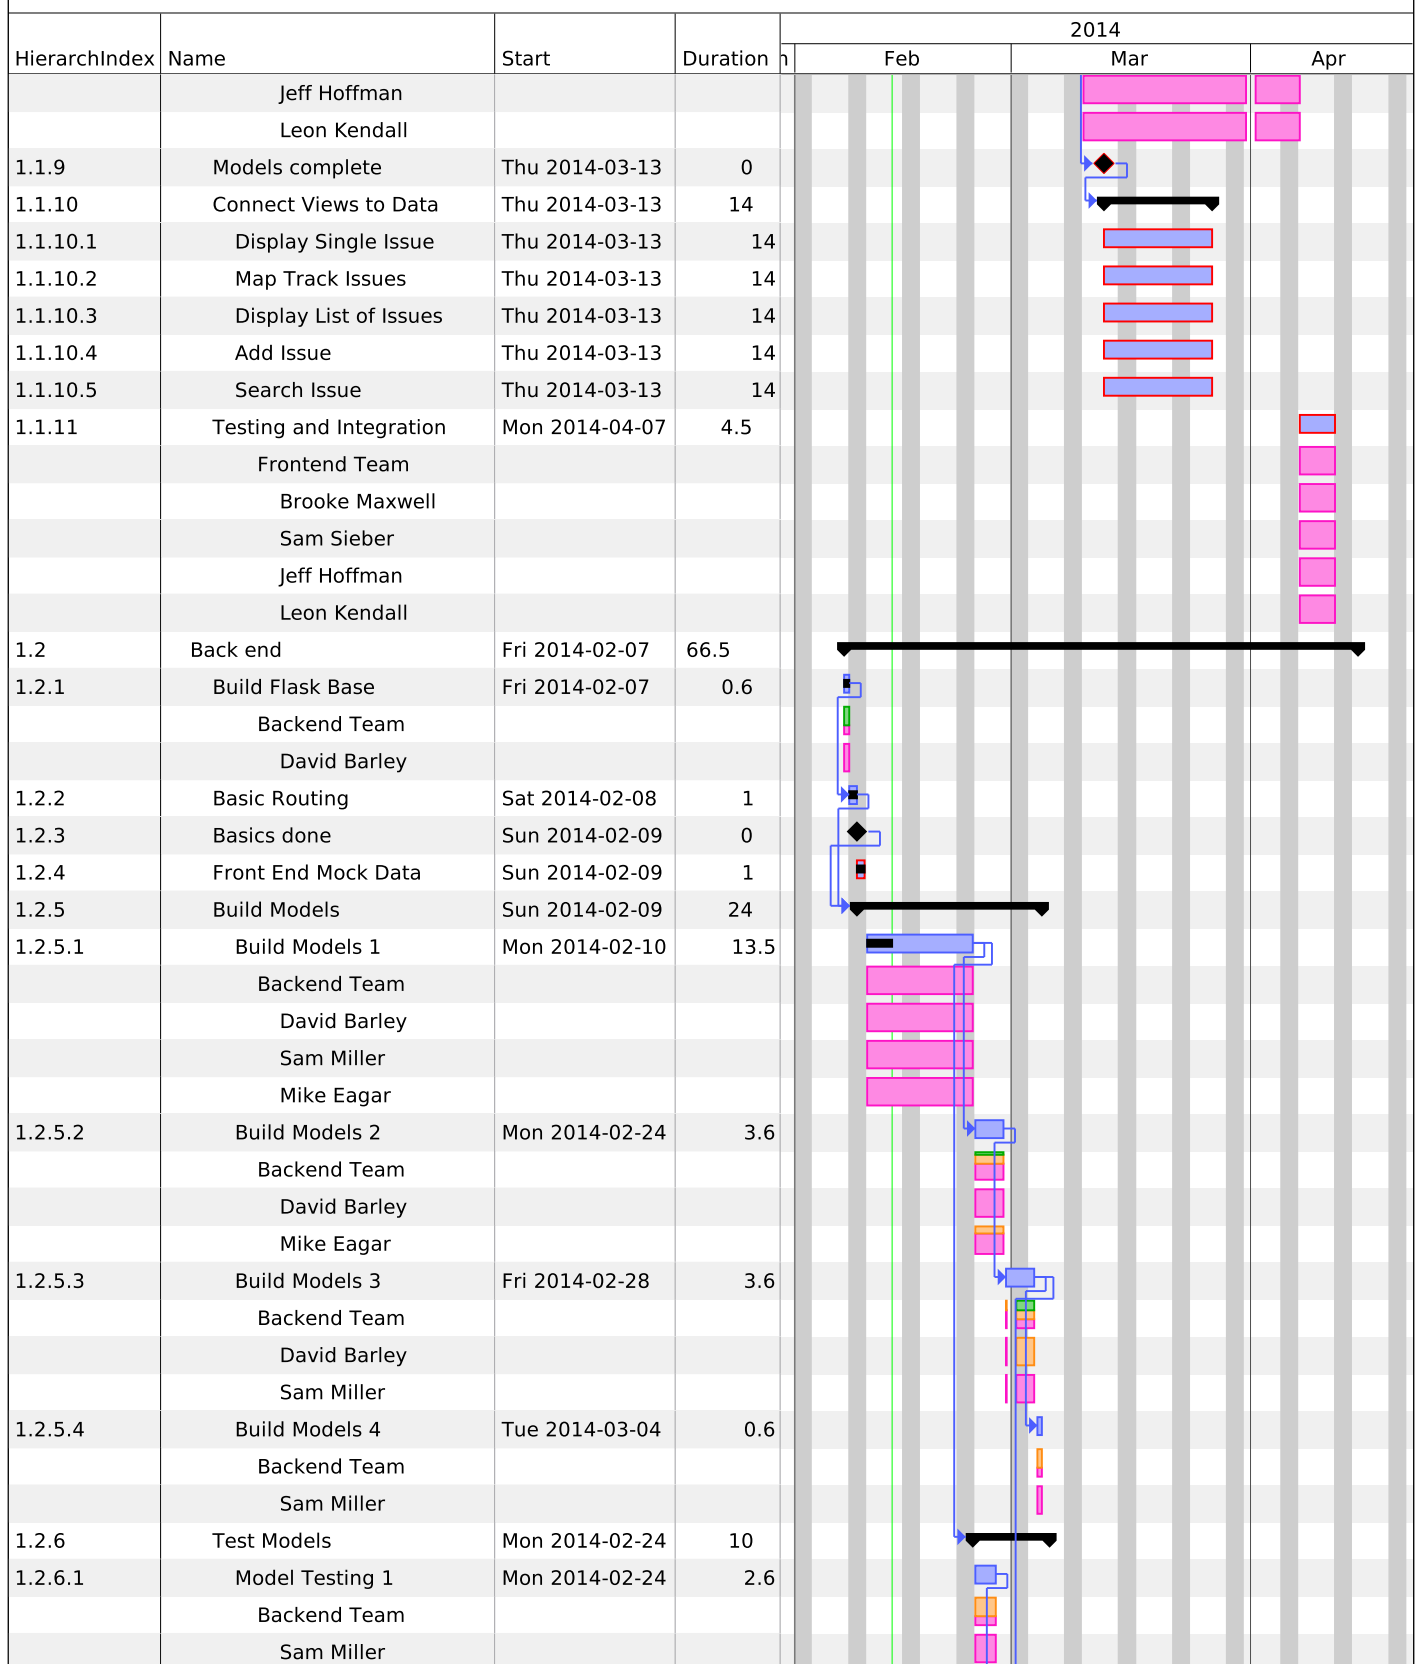 2014
HierarchIndex Name Start Duration n Feb Mar Apr
Jeff Hoffman
Leon Kendall
1.1.9 Models complete Thu 2014-03-13 0
1.1.10 Connect Views to Data Thu 2014-03-13 14
1.1.10.1 Display Single Issue Thu 2014-03-13 14
1.1.10.2 Map Track Issues Thu 2014-03-13 14
1.1.10.3 Display List of Issues Thu 2014-03-13 14
1.1.10.4 Add Issue Thu 2014-03-13 14
1.1.10.5 Search Issue Thu 2014-03-13 14
1.1.11 Testing and Integration Mon 2014-04-07 4.5
Frontend Team
Brooke Maxwell
Sam Sieber
Jeff Hoffman
Leon Kendall
1.2 Back end Fri 2014-02-07 66.5
1.2.1 Build Flask Base Fri 2014-02-07 0.6
Backend Team
David Barley
1.2.2 Basic Routing Sat 2014-02-08 1
1.2.3 Basics done Sun 2014-02-09 0
1.2.4 Front End Mock Data Sun 2014-02-09 1
1.2.5 Build Models Sun 2014-02-09 24
1.2.5.1 Build Models 1 Mon 2014-02-10 13.5
Backend Team
David Barley
Sam Miller
Mike Eagar
1.2.5.2 Build Models 2 Mon 2014-02-24 3.6
Backend Team
David Barley
Mike Eagar
1.2.5.3 Build Models 3 Fri 2014-02-28 3.6
Backend Team
David Barley
Sam Miller
1.2.5.4 Build Models 4 Tue 2014-03-04 0.6
Backend Team
Sam Miller
1.2.6 Test Models Mon 2014-02-24 10
1.2.6.1 Model Testing 1 Mon 2014-02-24 2.6
Backend Team
Sam Miller